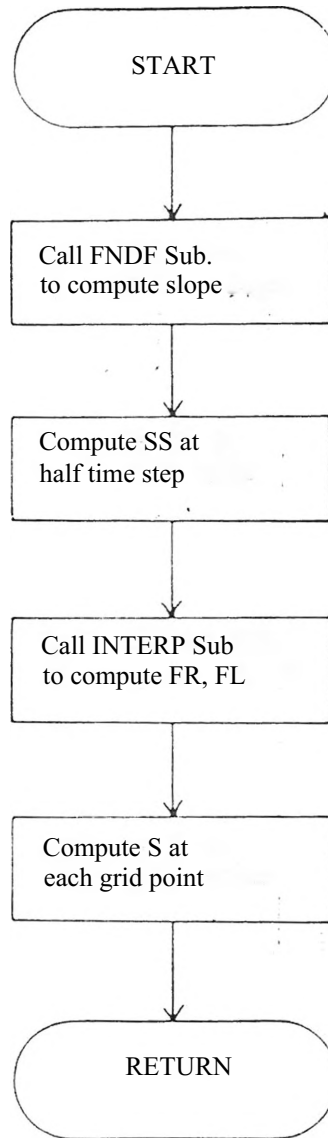 START
Call FNDF Sub.
to compute slope
Compute SS at
half time step
Call INTERP Sub
to compute FR, FL
Compute S at
each grid point
RETURN